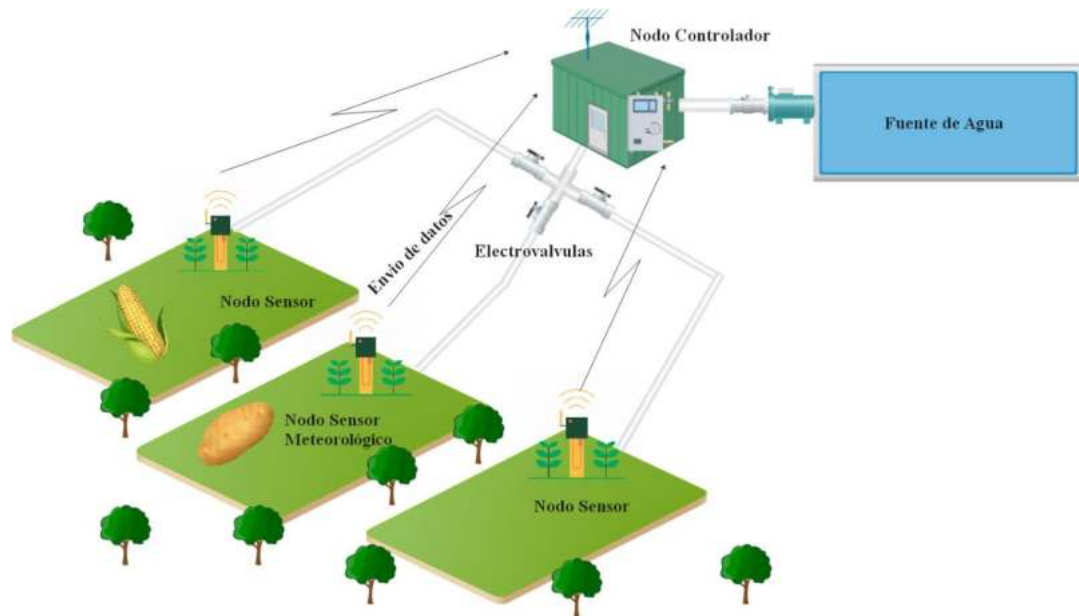 Nodo Controlador
Fuente de Agua
Electrovalvulas
Envio de datos
Nodo Sensor
Nodo Sensor
Meteorológico
Nodo Sensor